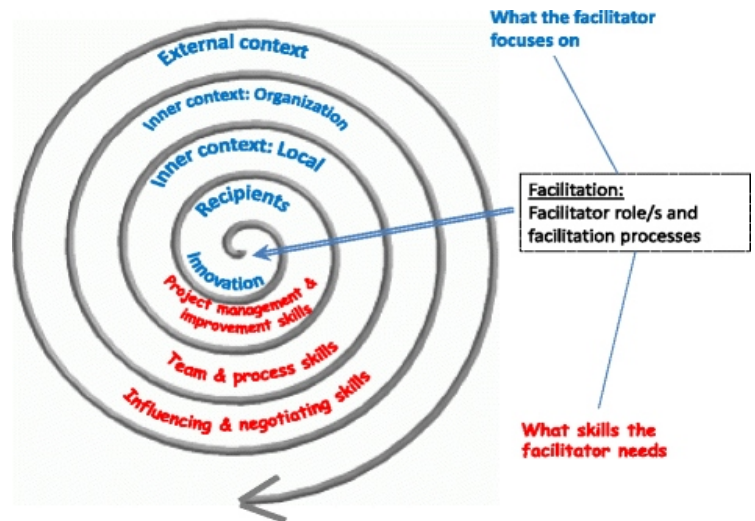 External context
Inner context: Organization
Inner context: Local
Recipients
Innovation
Project management &
improvement skills
Team & process skills
Influencing & negotiating skills
What the facilitator
focuses on
Facilitation:
Facilitator role/s and
facilitation processes
What skills the
facilitator needs